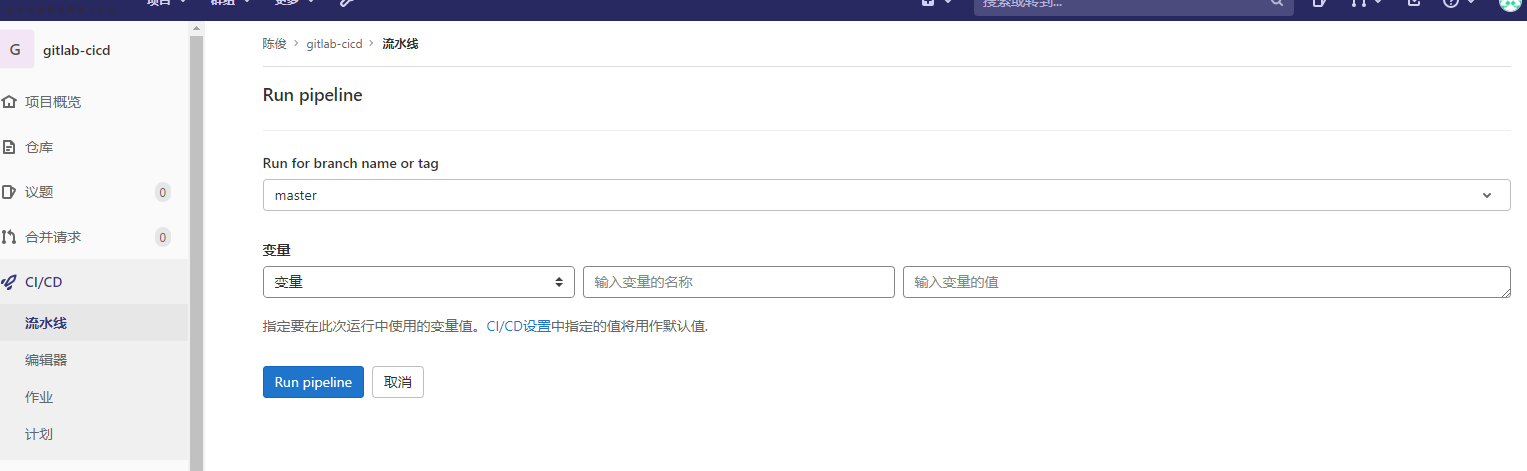 项目 群组 更多
搜索或转到...
G gitlab-cicd
项目概览
仓库
议题 0
合并请求 0
CI/CD
流水线
编辑器
作业
计划
陈俊 > gitlab-cicd > 流水线
Run pipeline
Run for branch name or tag
master
变量
变量 输入变量的名称 输入变量的值
指定要在此次运行中使用的变量值。CI/CD设置中指定的值将用作默认值.
Run pipeline 取消